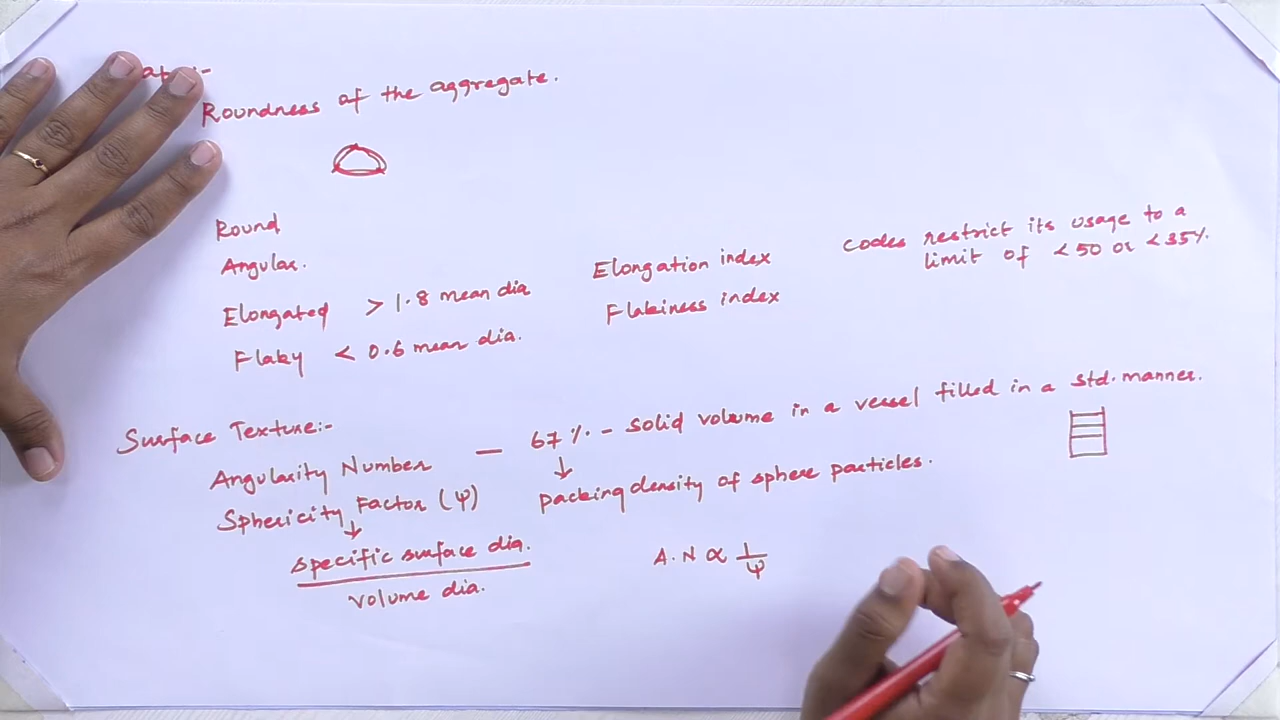 Roundness of the aggregate.
Round
Angular.
Elongated > 1.8 mean dia
Flaky < 0.6 mean dia.
Elongation index
Flakiness index
codes restrict its usage to a
limit of <50 or <35%.
Surface Texture:-
Angularity Number — 67 %. - solid volume in a vessel filled in a std. manner.
↓
packing density of sphere particles.
Sphericity Factor (ψ)
↓
specific surface dia.
volume dia.
A.N ∝ 1/ψ